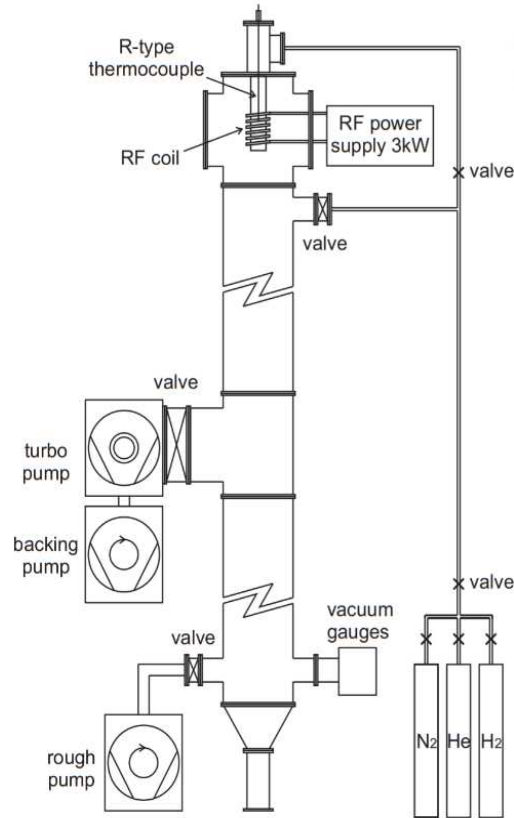 R-type
thermocouple
RF coil
RF power
supply 3kW
valve
valve
valve
turbo
pump
backing
pump
valve
valve
vacuum
gauges
rough
pump
N2
He
H2